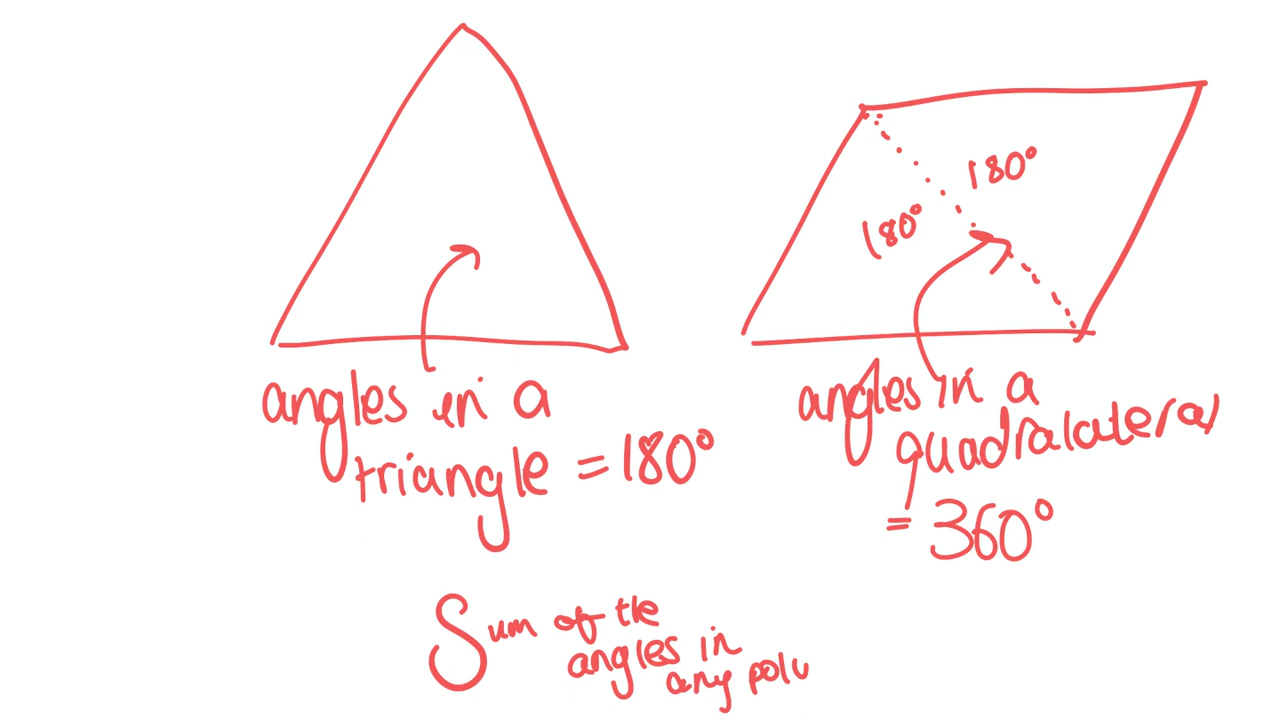 180°
180°
angles in a
triangle = 180°
angles in a
quadralateral
= 360°
Sum of the
angles in
any poly